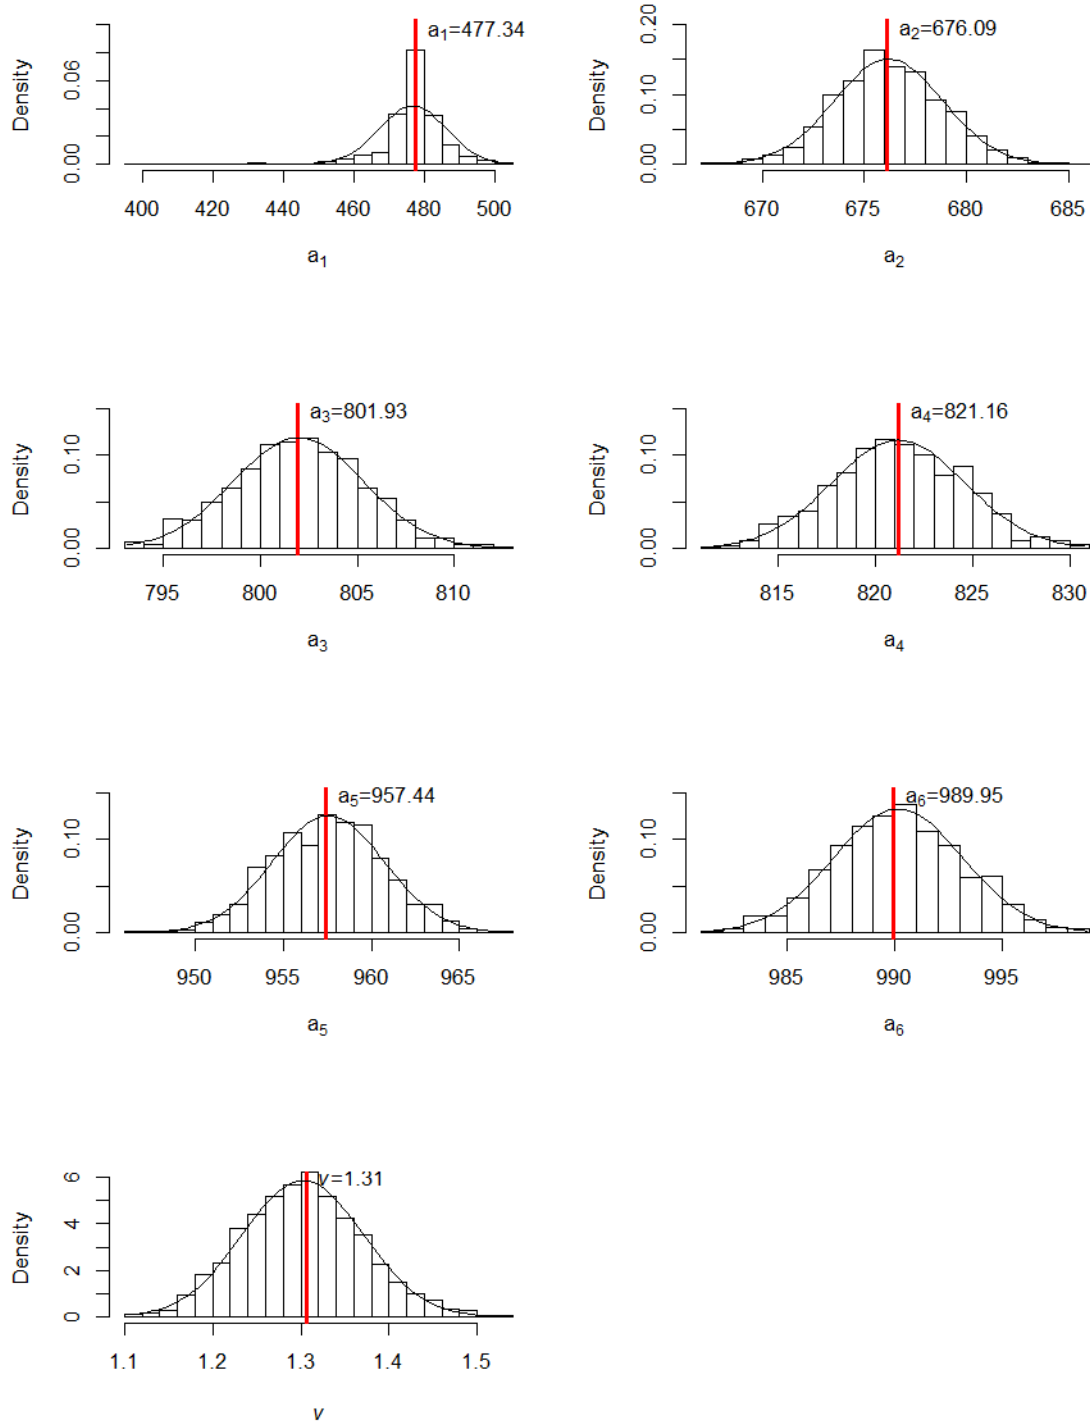 a1=477.34
Density
0.00
0.06
400 420 440 460 480 500
a1
a2=676.09
Density
0.00 0.10 0.20
670 675 680 685
a2
a3=801.93
Density
0.00 0.10
795 800 805 810
a3
a4=821.16
Density
0.00 0.10
815 820 825 830
a4
a5=957.44
Density
0.00 0.10
950 955 960 965
a5
a6=989.95
Density
0.00 0.10
985 990 995
a6
v=1.31
Density
0 2 4 6
1.1 1.2 1.3 1.4 1.5
v